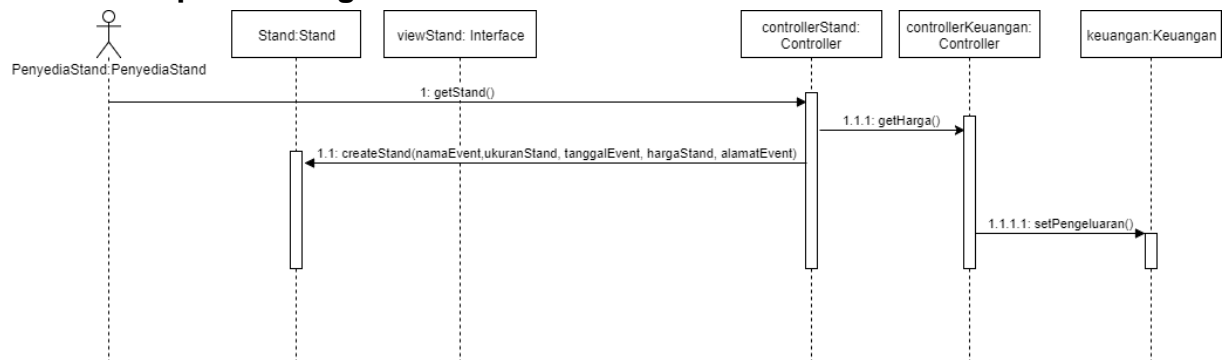 Stand:Stand
viewStand: Interface
controllerStand:
Controller
controllerKeuangan:
Controller
keuangan:Keuangan
PenyediaStand:PenyediaStand
1: getStand()
1.1.1: getHarga()
1.1: createStand(namaEvent,ukuranStand, tanggalEvent, hargaStand, alamatEvent)
1.1.1.1: setPengeluaran()